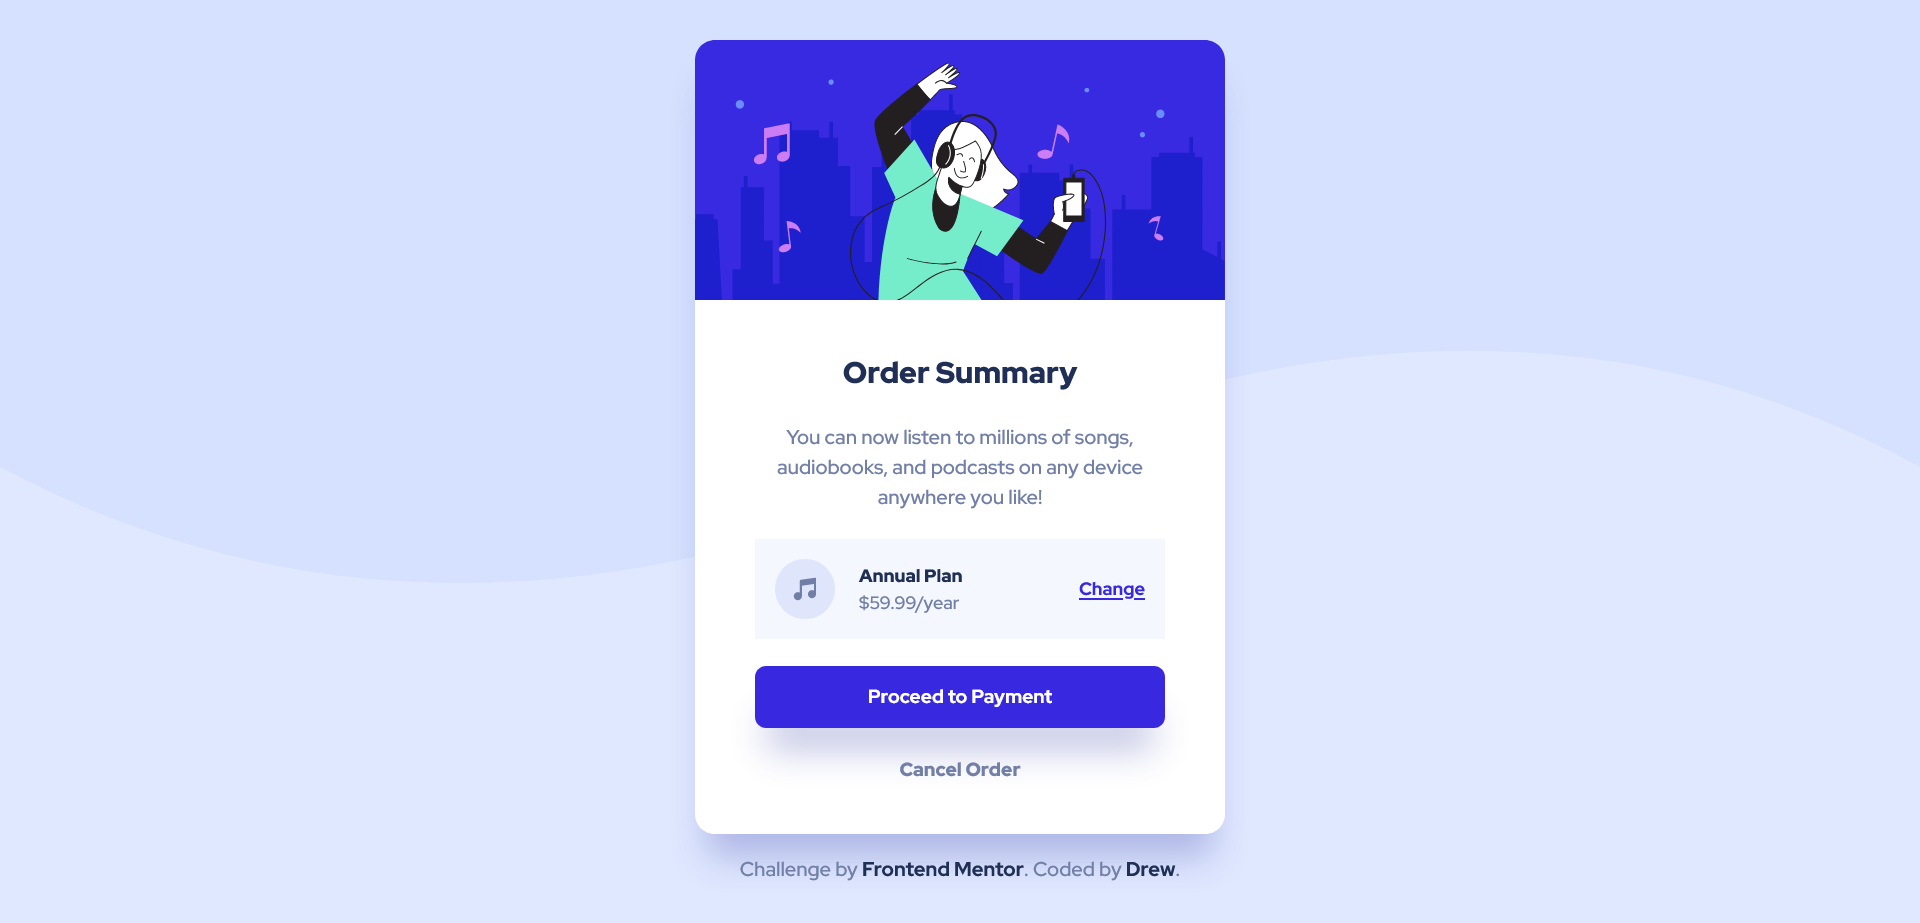 Order Summary
You can now listen to millions of songs,
audiobooks, and podcasts on any device
anywhere you like!
Annual Plan
$59.99/year
Change
Proceed to Payment
Cancel Order
Challenge by Frontend Mentor. Coded by Drew.